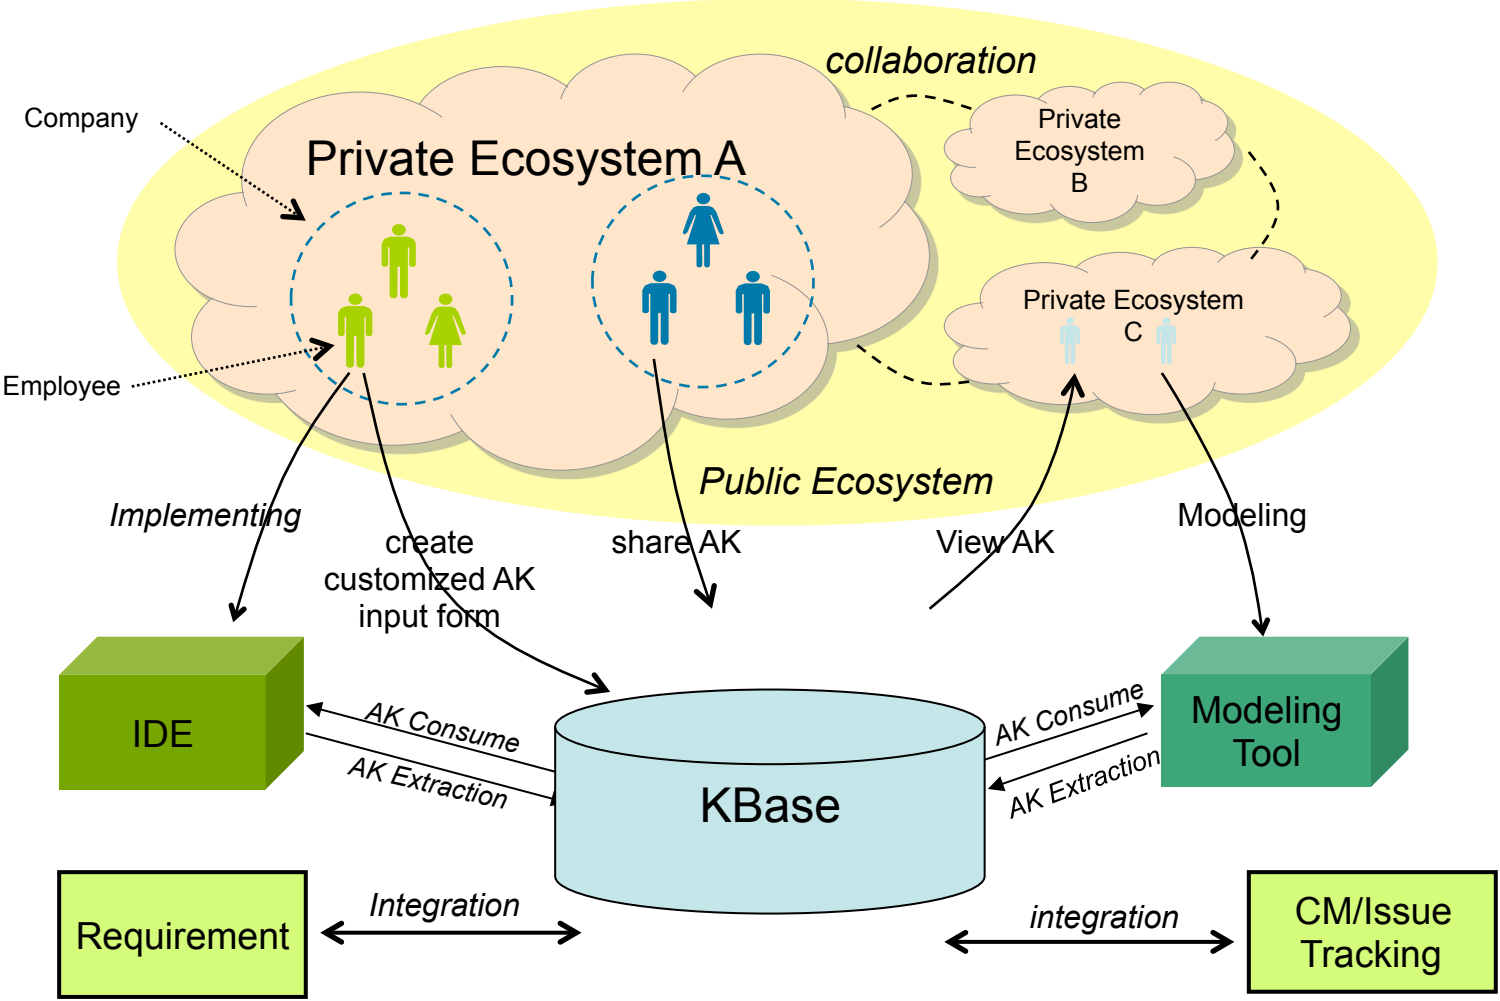 collaboration
Company
Private Ecosystem A
Private
Ecosystem
B
Private Ecosystem
C
Employee
Public Ecosystem
Implementing
create
customized AK
input form
share AK
View AK
Modeling
IDE
AK Consume
AK Extraction
KBase
AK Consume
AK Extraction
Modeling
Tool
Requirement
Integration
integration
CM/Issue
Tracking